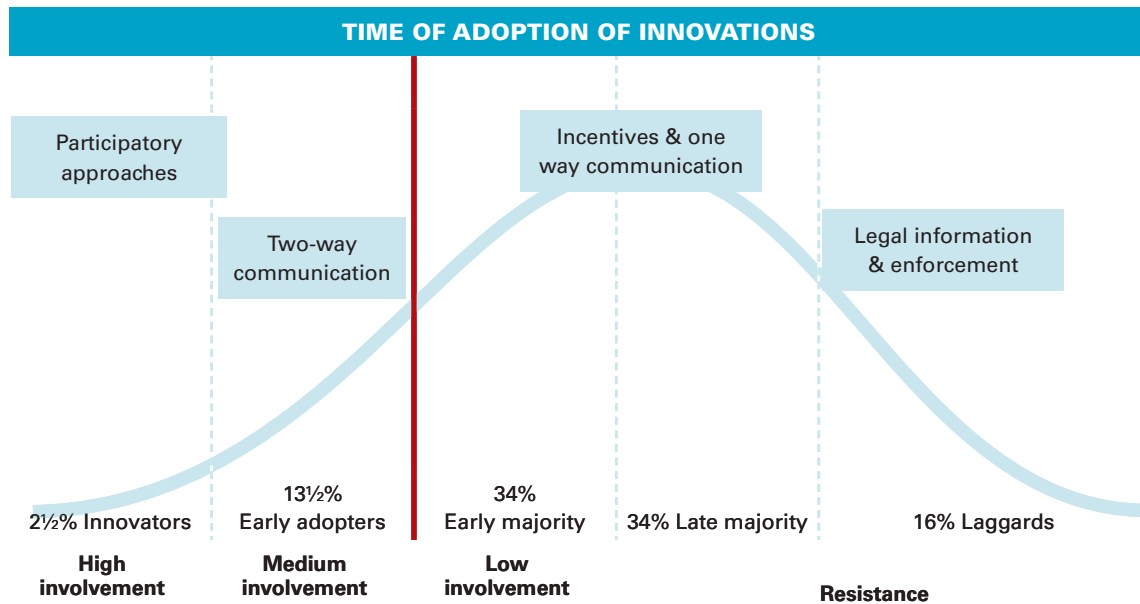 TIME OF ADOPTION OF INNOVATIONS
Participatory
approaches
Two-way
communication
Incentives & one
way communication
Legal information
& enforcement
2½% Innovators
13½%
Early adopters
34%
Early majority
34% Late majority
16% Laggards
High
involvement
Medium
involvement
Low
involvement
Resistance